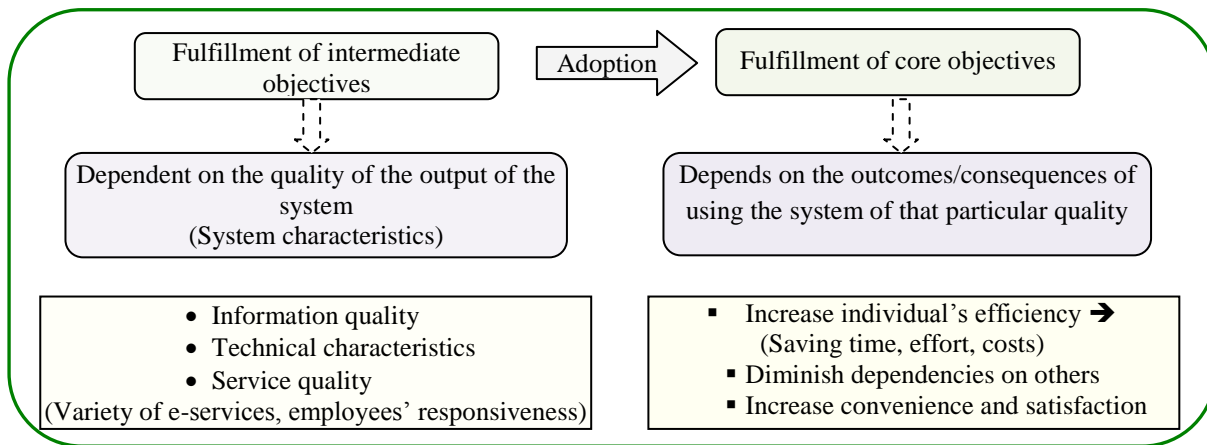 Fulfillment of intermediate
objectives
Adoption
Fulfillment of core objectives
Dependent on the quality of the output of the
system
(System characteristics)
Depends on the outcomes/consequences of
using the system of that particular quality
• Information quality
• Technical characteristics
• Service quality
(Variety of e-services, employees’ responsiveness)
▪ Increase individual’s efficiency ➔
(Saving time, effort, costs)
▪ Diminish dependencies on others
▪ Increase convenience and satisfaction